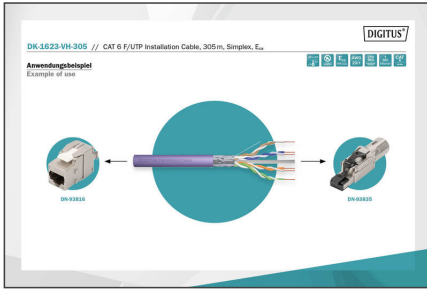 DIGITUS®
DK-1623-VH-305 // CAT 6 F/UTP Installation Cable, 305 m, Simplex, Eca
Anwendungsbeispiel
Example of use
DN-93816
DN-93835